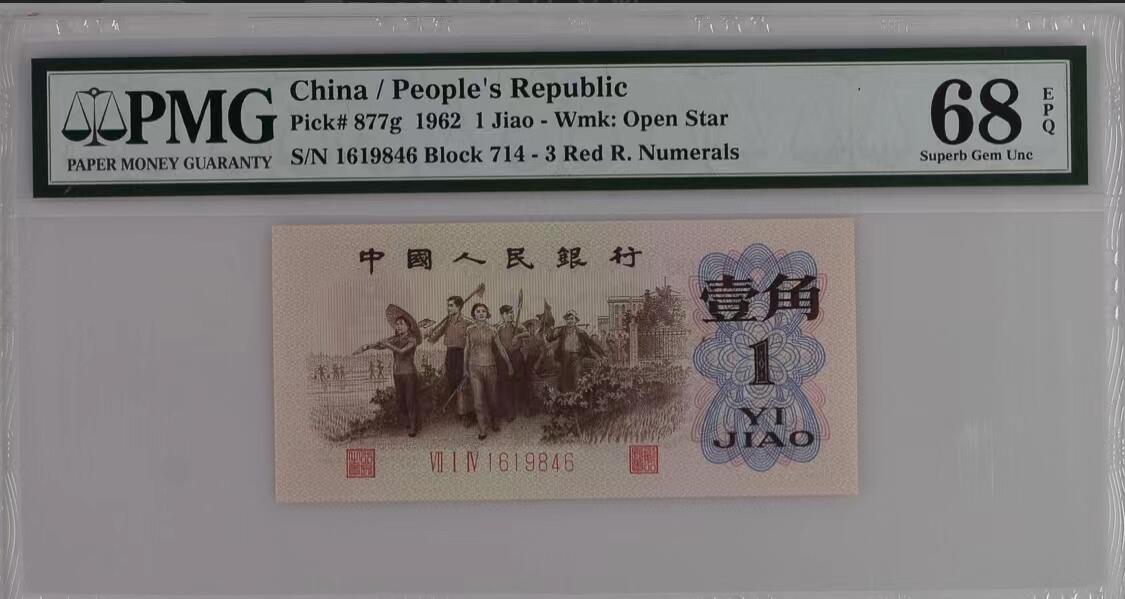 PMG
PAPER MONEY GUARANTY
China / People's Republic
Pick# 877g 1962 1 Jiao - Wmk: Open Star
S/N 1619846 Block 714 - 3 Red R. Numerals
68
EPQ
Superb Gem Unc
中國人民銀行
壹角
1
YI
JIAO
VII I IV 1619846